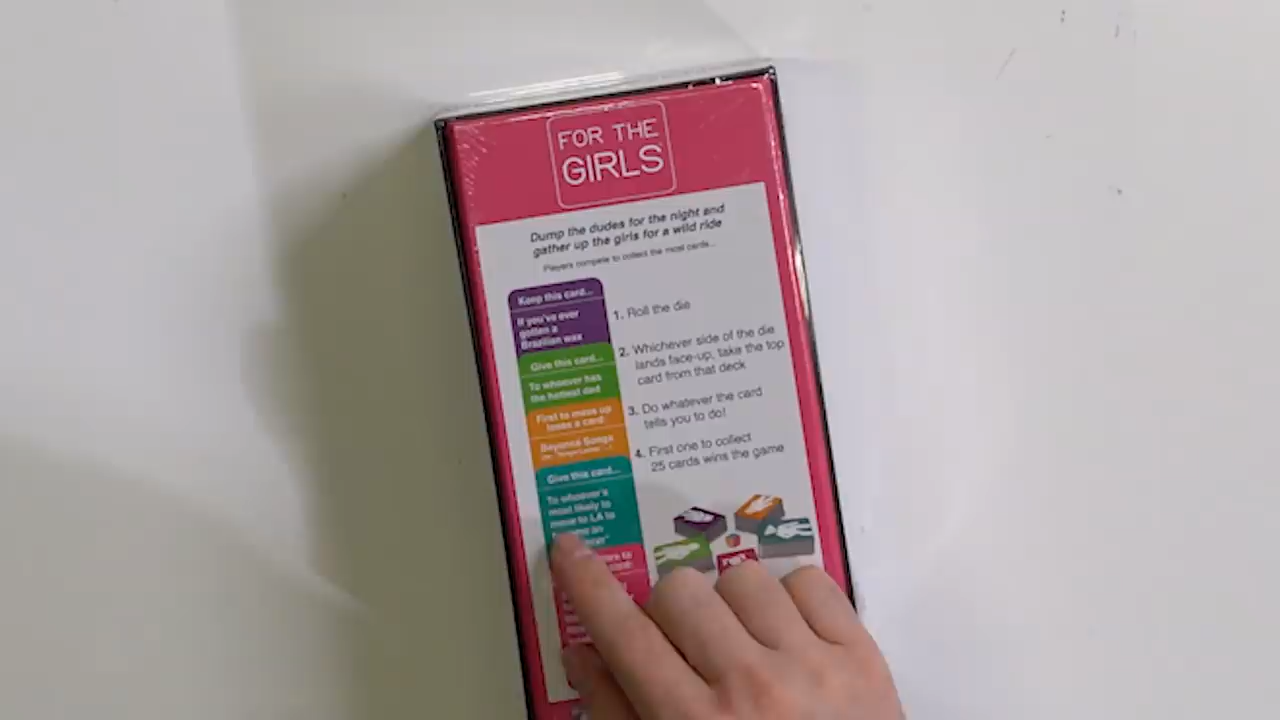 FOR THE
GIRLS
Dump the dudes for the night and
gather up the girls for a wild ride
Players compete to collect the most cards...
Keep this card...
If you've ever
gotten a
Brazilian wax
Give this card...
To whoever has
the hottest dad
First to mess up
loses a card:
Beyoncé Songs
Give this card...
To whoever's
most likely to
move to LA to
1. Roll the die
2. Whichever side of the die
lands face-up, take the top
card from that deck
3. Do whatever the card
tells you to do!
4. First one to collect
25 cards wins the game